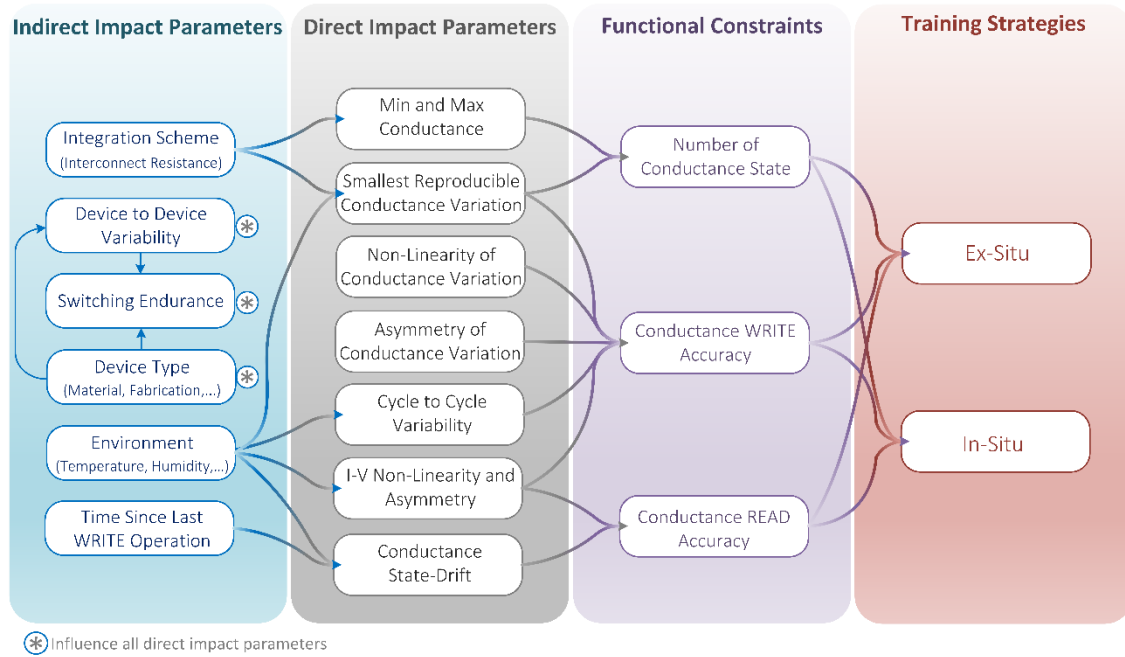 Indirect Impact Parameters
Direct Impact Parameters
Functional Constraints
Training Strategies
Integration Scheme
(Interconnect Resistance)
Device to Device
Variability
*
Switching Endurance
*
Device Type
(Material, Fabrication,...)
*
Environment
(Temperature, Humidity,...)
Time Since Last
WRITE Operation
Min and Max
Conductance
Smallest Reproducible
Conductance Variation
Non-Linearity of
Conductance Variation
Asymmetry of
Conductance Variation
Cycle to Cycle
Variability
I-V Non-Linearity and
Asymmetry
Conductance
State-Drift
Number of
Conductance State
Conductance WRITE
Accuracy
Conductance READ
Accuracy
Ex-Situ
In-Situ
* Influence all direct impact parameters